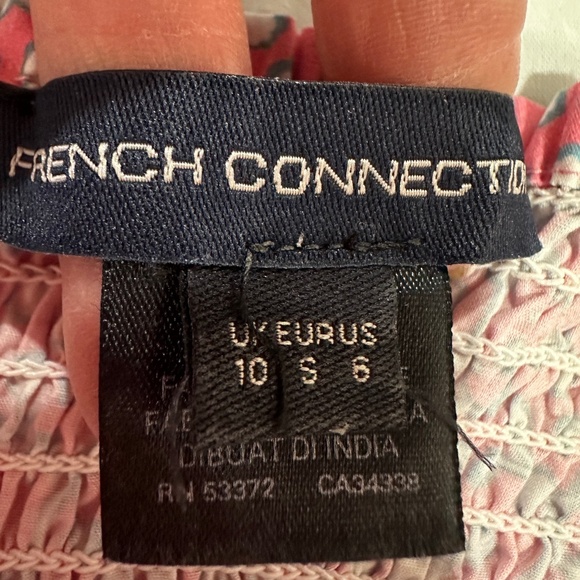 FRENCH CONNECTIO
UK EUR US
10 S 6
DIBUAT DI INDIA
RN 53372 CA34338